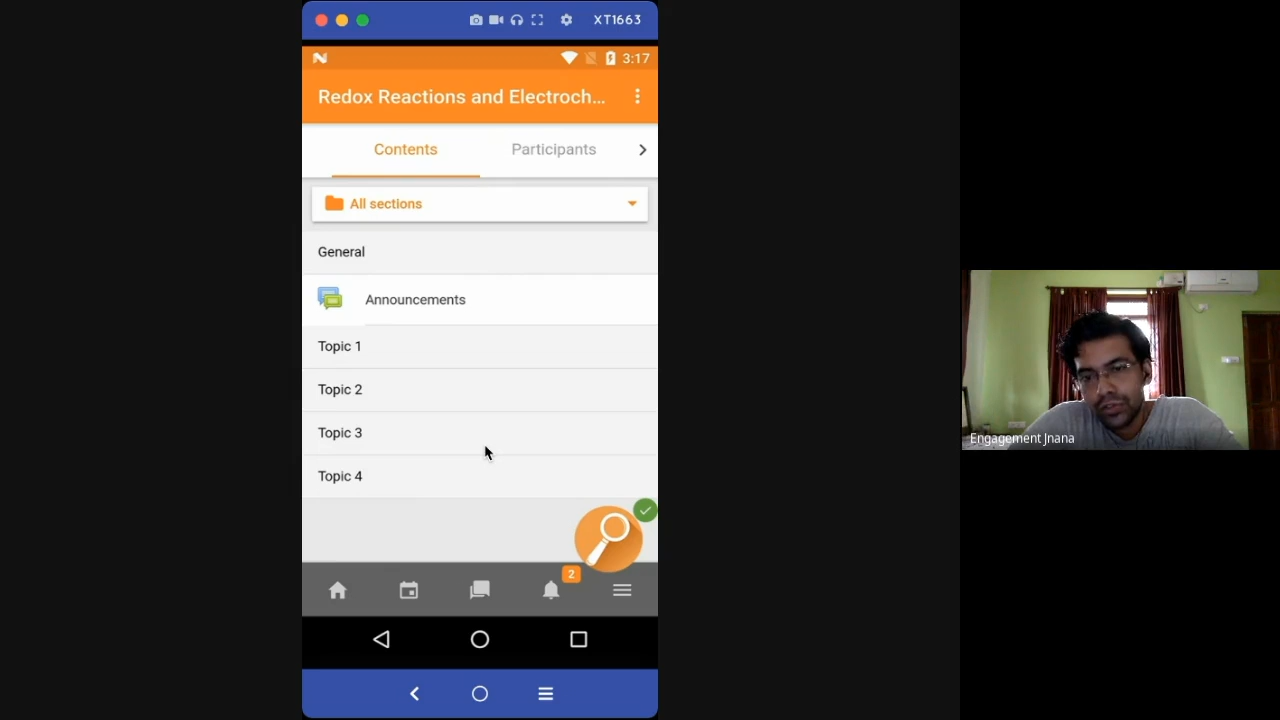 XT1663
3:17
Redox Reactions and Electroch...
Contents
Participants
All sections
General
Announcements
Topic 1
Topic 2
Topic 3
Topic 4
2
Engagement Jnana